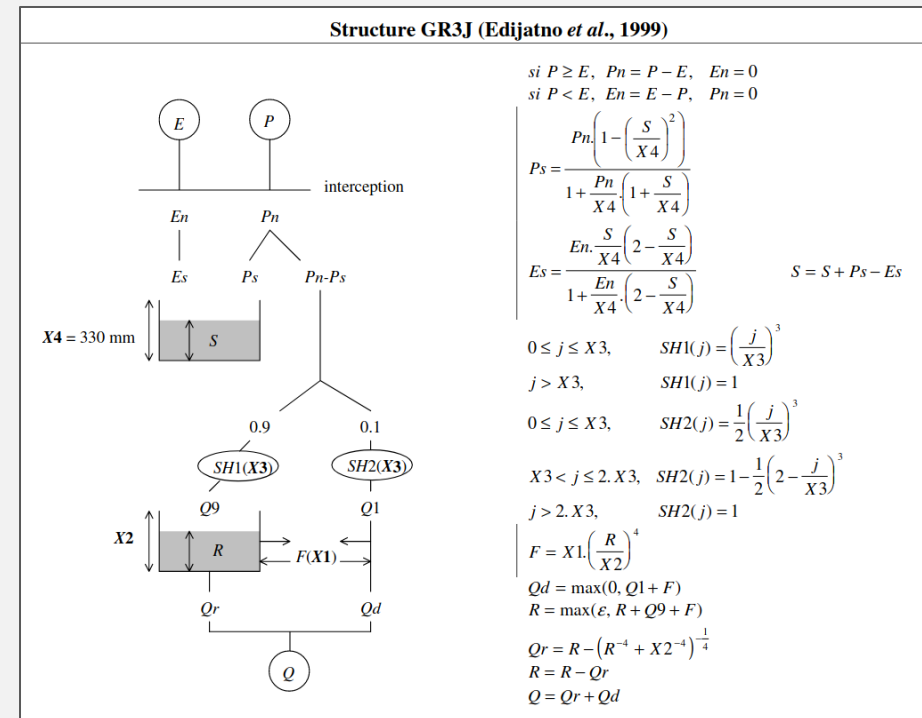 Structure GR3J (Edijatno et al., 1999)
E
P
interception
En Pn
Es Ps Pn-Ps
X4 = 330 mm
S
0.9 0.1
SH1(X3) SH2(X3)
Q9 Q1
X2
R
F(X1)
Qr Qd
Q
si P ≥ E, Pn = P − E, En = 0
si P < E, En = E − P, Pn = 0
Ps = Pn.(1 − (S/X4)²) / (1 + Pn/X4.(1 + S/X4))
Es = En.S/X4(2 − S/X4) / (1 + En/X4.(2 − S/X4)) S = S + Ps − Es
0 ≤ j ≤ X3, SH1(j) = (j/X3)³
j > X3, SH1(j) = 1
0 ≤ j ≤ X3, SH2(j) = 1/2(j/X3)³
X3 < j ≤ 2.X3, SH2(j) = 1 − 1/2(2 − j/X3)³
j > 2.X3, SH2(j) = 1
F = X1.(R/X2)⁴
Qd = max(0, Q1 + F)
R = max(ε, R + Q9 + F)
Qr = R − (R⁻⁴ + X2⁻⁴)^(−1/4)
R = R − Qr
Q = Qr + Qd